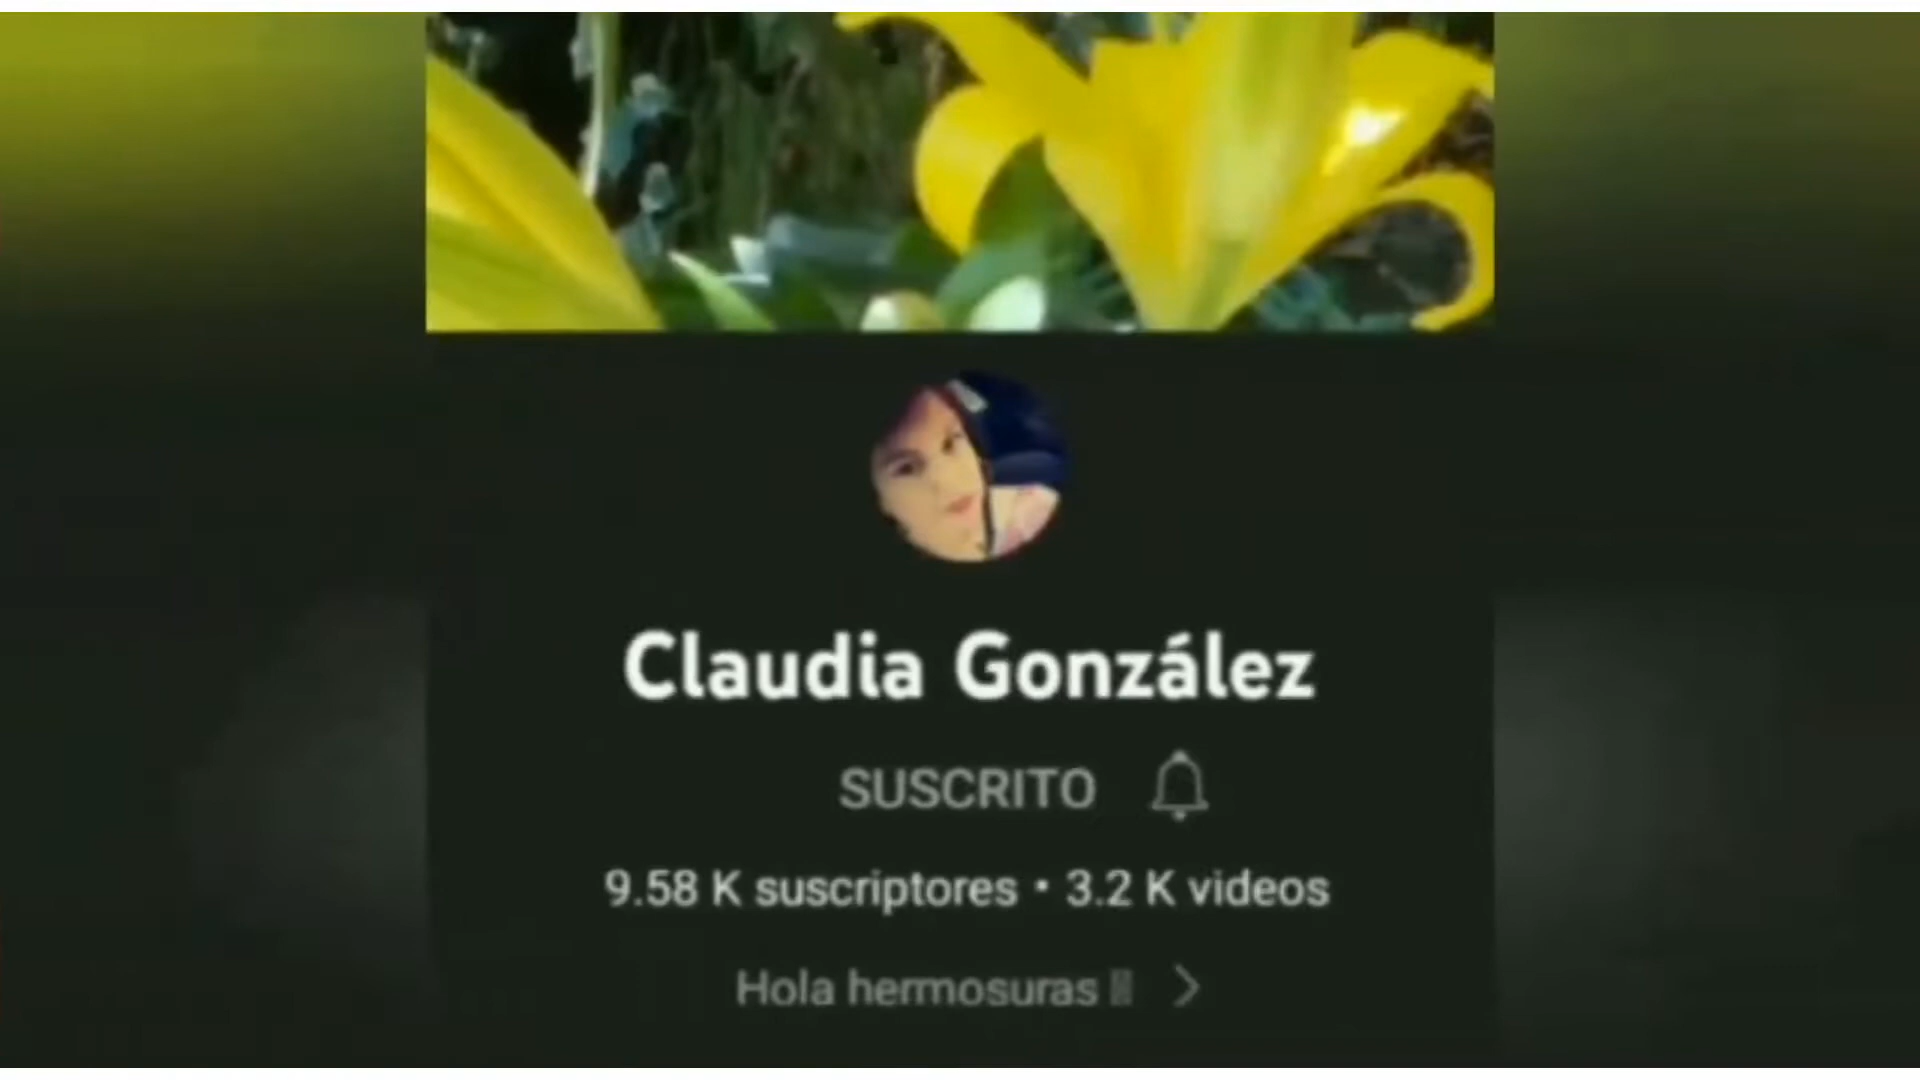 Claudia González
SUSCRITO
9.58 K suscriptores • 3.2 K videos
Hola hermosuras